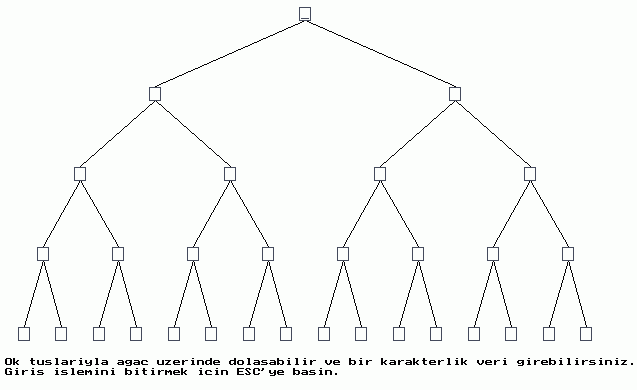 Ok tuslariyla agac uzerinde dolasabilir ve bir karakterlik veri girebilirsiniz.
Giris islemini bitirmek icin ESC'ye basin.